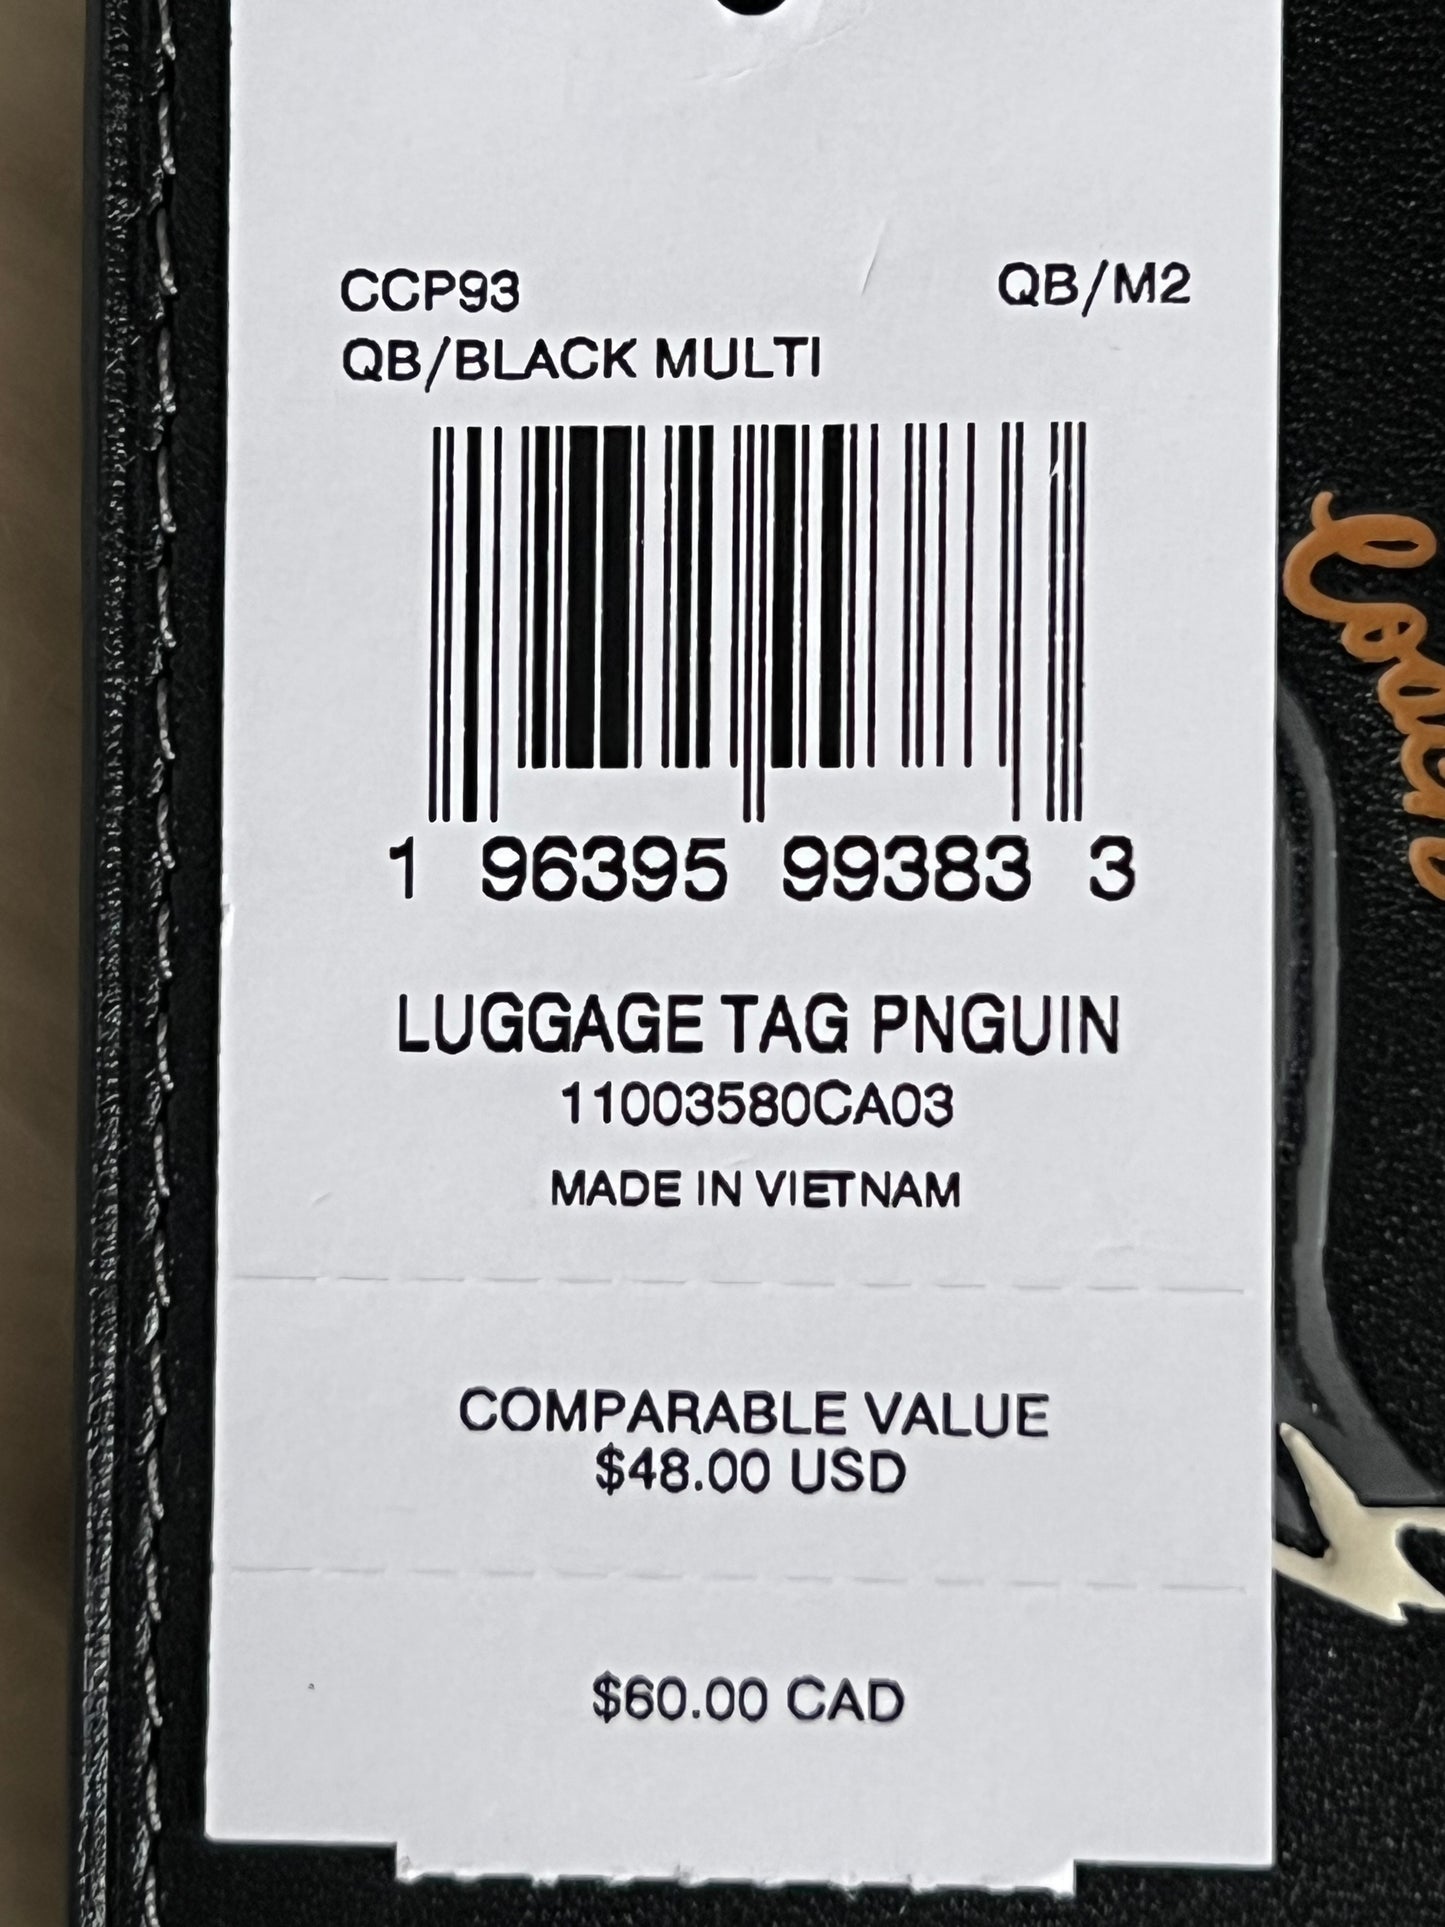 CCP93 QB/M2
QB/BLACK MULTI
1 96395 99383 3
LUGGAGE TAG PNGUIN
11003580CA03
MADE IN VIETNAM
COMPARABLE VALUE
$48.00 USD
$60.00 CAD